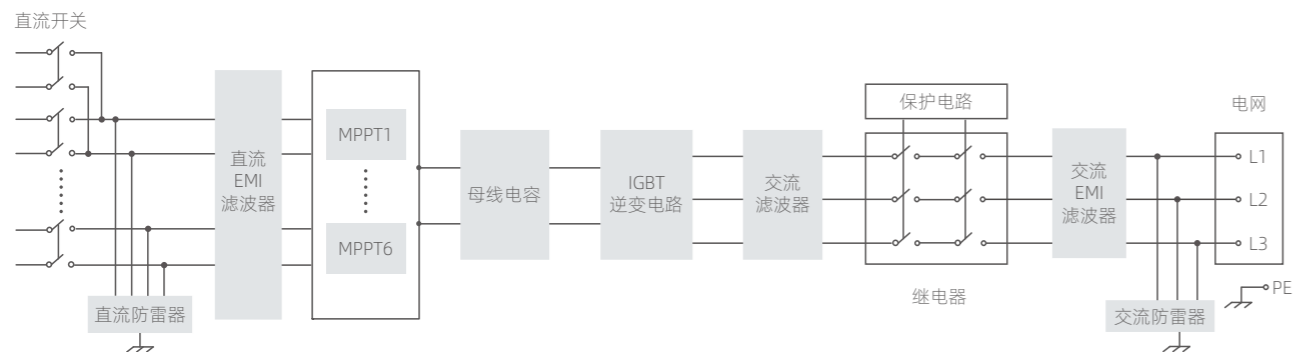 直流开关
直流
EMI
滤波器
直流防雷器
MPPT1
MPPT6
母线电容
IGBT
逆变电路
交流
滤波器
保护电路
继电器
交流
EMI
滤波器
交流防雷器
电网
L1
L2
L3
PE